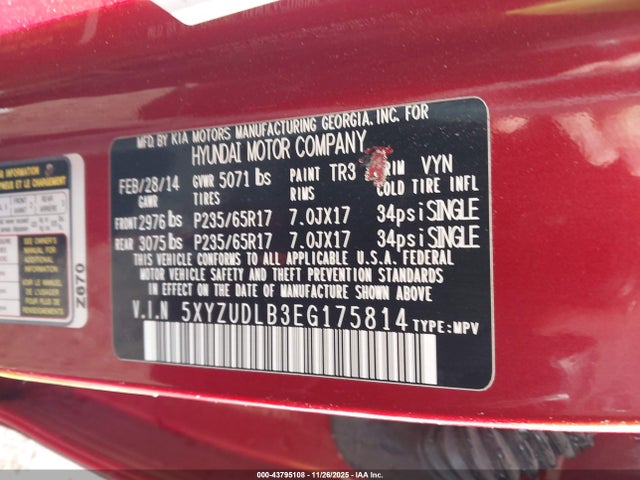 MFD. BY KIA MOTORS MANUFACTURING GEORGIA, INC. FOR
HYUNDAI MOTOR COMPANY
FEB/28/14 GVWR 5071 lbs PAINT TR3 TRIM VYN
GAWR TIRES RIMS COLD TIRE INFL
FRONT 2976 lbs P235/65R17 7.0JX17 34psi SINGLE
REAR 3075 lbs P235/65R17 7.0JX17 34psi SINGLE
THIS VEHICLE CONFORMS TO ALL APPLICABLE U.S.A. FEDERAL
MOTOR VEHICLE SAFETY AND THEFT PREVENTION STANDARDS
IN EFFECT ON THE DATE OF MANUFACTURE SHOWN ABOVE.
V.I.N 5XYZUDLB3EG175814 TYPE:MPV
Z670
000-43795108 - 11/26/2025 - IAAI